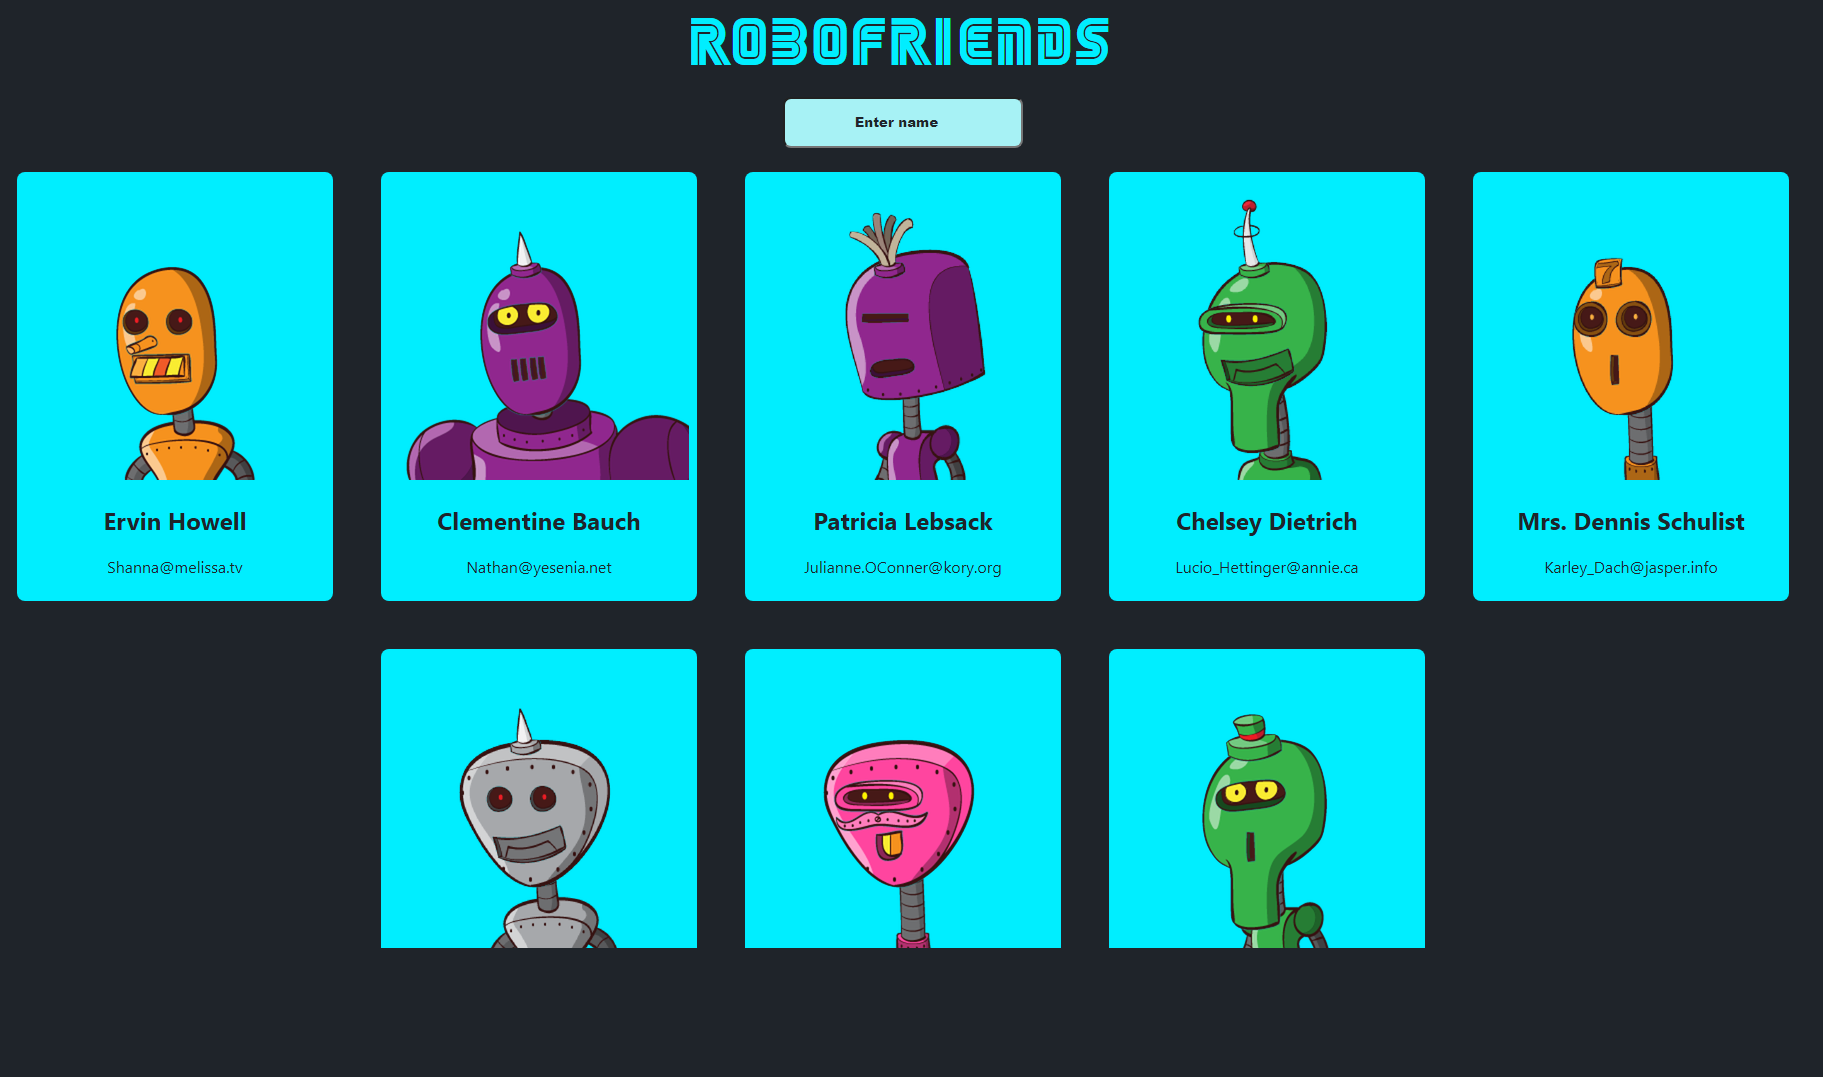 ROBOFRIENDS
Enter name
7
Ervin Howell
Clementine Bauch
Patricia Lebsack
Chelsey Dietrich
Mrs. Dennis Schulist
Shanna@melissa.tv
Nathan@yesenia.net
Julianne.OConner@kory.org
Lucio_Hettinger@annie.ca
Karley_Dach@jasper.info